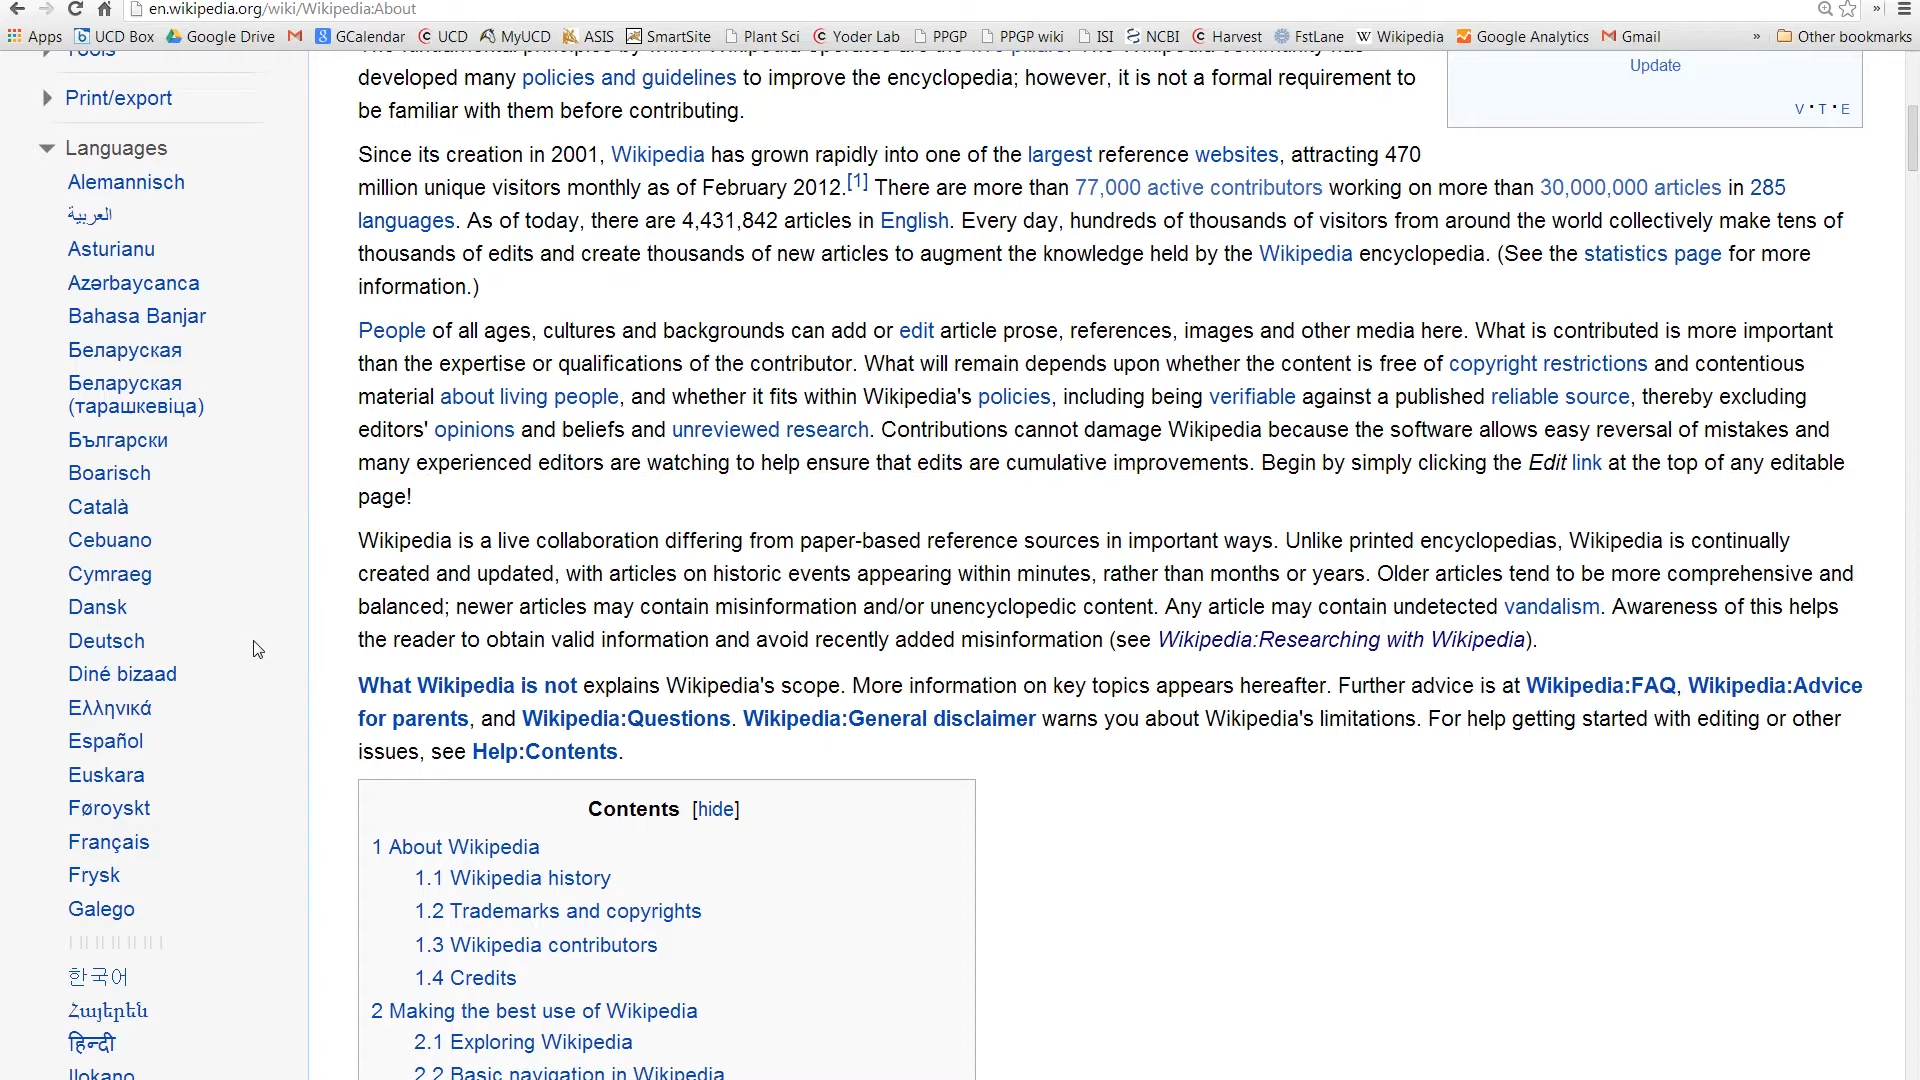 en.wikipedia.org/wiki/Wikipedia:About
Apps UCD Box Google Drive GCalendar UCD MyUCD ASIS SmartSite Plant Sci Yoder Lab PPGP PPGP wiki ISI NCBI Harvest FstLane Wikipedia Google Analytics Gmail » Other bookmarks
Tools
Print/export
Languages
Alemannisch
العربية
Asturianu
Azərbaycanca
Bahasa Banjar
Беларуская
Беларуская
(тарашкевіца)
Български
Boarisch
Català
Cebuano
Cymraeg
Dansk
Deutsch
Diné bizaad
Ελληνικά
Español
Euskara
Føroyskt
Français
Frysk
Galego
한국어
Հայերեն
हिन्दी
Ilokano
developed many policies and guidelines to improve the encyclopedia; however, it is not a formal requirement to
be familiar with them before contributing.
Update
V · T · E
Since its creation in 2001, Wikipedia has grown rapidly into one of the largest reference websites, attracting 470
million unique visitors monthly as of February 2012.[1] There are more than 77,000 active contributors working on more than 30,000,000 articles in 285
languages. As of today, there are 4,431,842 articles in English. Every day, hundreds of thousands of visitors from around the world collectively make tens of
thousands of edits and create thousands of new articles to augment the knowledge held by the Wikipedia encyclopedia. (See the statistics page for more
information.)
People of all ages, cultures and backgrounds can add or edit article prose, references, images and other media here. What is contributed is more important
than the expertise or qualifications of the contributor. What will remain depends upon whether the content is free of copyright restrictions and contentious
material about living people, and whether it fits within Wikipedia's policies, including being verifiable against a published reliable source, thereby excluding
editors' opinions and beliefs and unreviewed research. Contributions cannot damage Wikipedia because the software allows easy reversal of mistakes and
many experienced editors are watching to help ensure that edits are cumulative improvements. Begin by simply clicking the Edit link at the top of any editable
page!
Wikipedia is a live collaboration differing from paper-based reference sources in important ways. Unlike printed encyclopedias, Wikipedia is continually
created and updated, with articles on historic events appearing within minutes, rather than months or years. Older articles tend to be more comprehensive and
balanced; newer articles may contain misinformation and/or unencyclopedic content. Any article may contain undetected vandalism. Awareness of this helps
the reader to obtain valid information and avoid recently added misinformation (see Wikipedia:Researching with Wikipedia).
What Wikipedia is not explains Wikipedia's scope. More information on key topics appears hereafter. Further advice is at Wikipedia:FAQ, Wikipedia:Advice
for parents, and Wikipedia:Questions. Wikipedia:General disclaimer warns you about Wikipedia's limitations. For help getting started with editing or other
issues, see Help:Contents.
Contents [hide]
1 About Wikipedia
1.1 Wikipedia history
1.2 Trademarks and copyrights
1.3 Wikipedia contributors
1.4 Credits
2 Making the best use of Wikipedia
2.1 Exploring Wikipedia
2.2 Basic navigation in Wikipedia